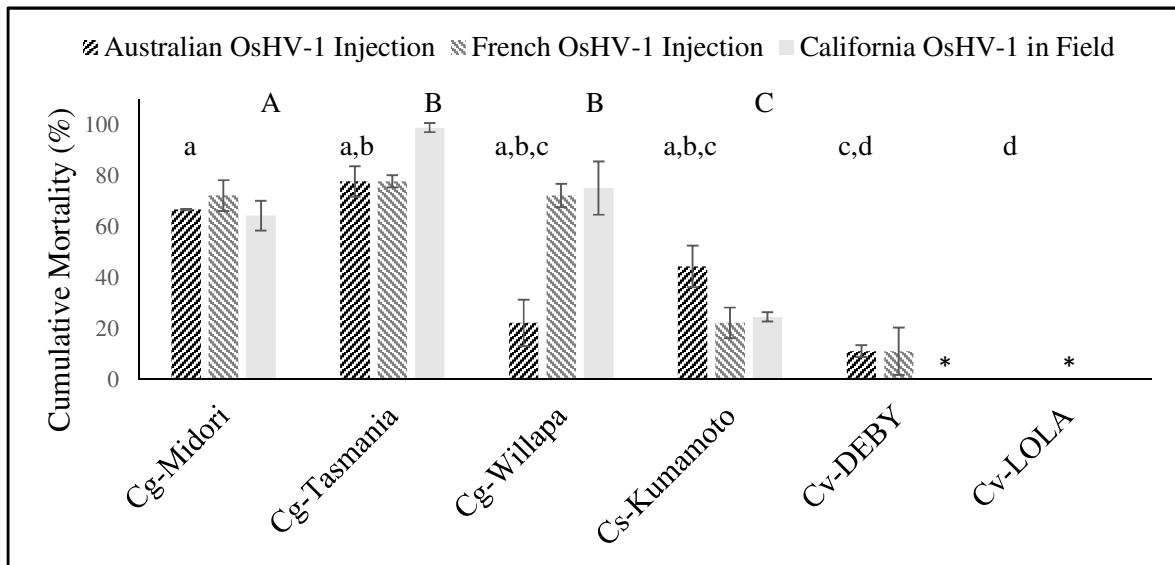 Australian OsHV-1 Injection French OsHV-1 Injection California OsHV-1 in Field
Cumulative Mortality (%)
A B B C
100
a a,b a,b,c a,b,c c,d d
80
60
40
20
* *
0
Cg-Midori
Cg-Tasmania
Cg-Willapa
Cs-Kumamoto
Cv-DEBY
Cv-LOLA